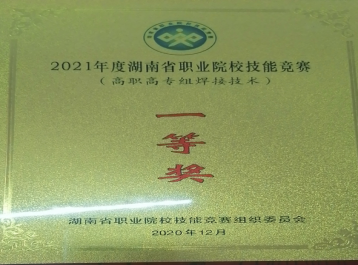 2021年度湖南省职业院校技能竞赛
（高职高专组焊接技术）
一等奖
湖南省职业院校技能竞赛组织委员会
2020年12月